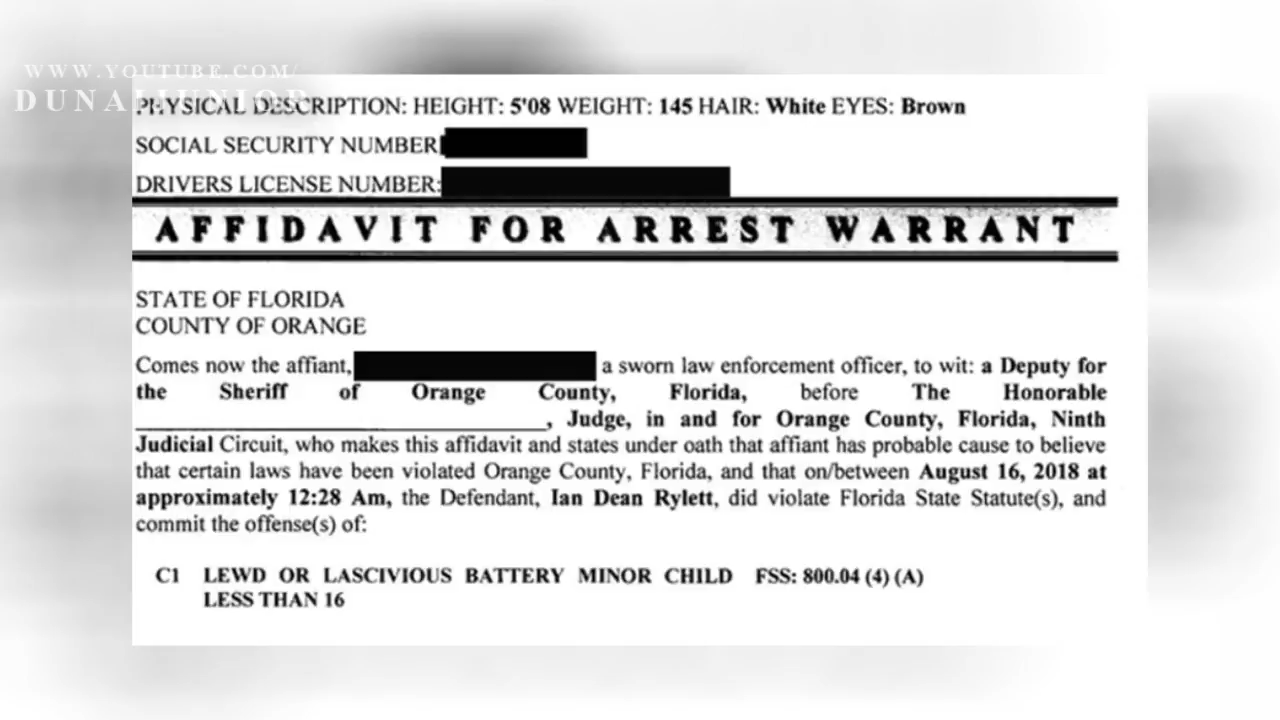 WWW.YOUTUBE.COM/
DUNAIJUNIOR
PHYSICAL DESCRIPTION: HEIGHT: 5'08 WEIGHT: 145 HAIR: White EYES: Brown
SOCIAL SECURITY NUMBER
DRIVERS LICENSE NUMBER:
AFFIDAVIT FOR ARREST WARRANT
STATE OF FLORIDA
COUNTY OF ORANGE
Comes now the affiant, a sworn law enforcement officer, to wit: a Deputy for
the Sheriff of Orange County, Florida, before The Honorable
, Judge, in and for Orange County, Florida, Ninth
Judicial Circuit, who makes this affidavit and states under oath that affiant has probable cause to believe
that certain laws have been violated Orange County, Florida, and that on/between August 16, 2018 at
approximately 12:28 Am, the Defendant, Ian Dean Rylett, did violate Florida State Statute(s), and
commit the offense(s) of:
C1 LEWD OR LASCIVIOUS BATTERY MINOR CHILD FSS: 800.04 (4) (A)
LESS THAN 16